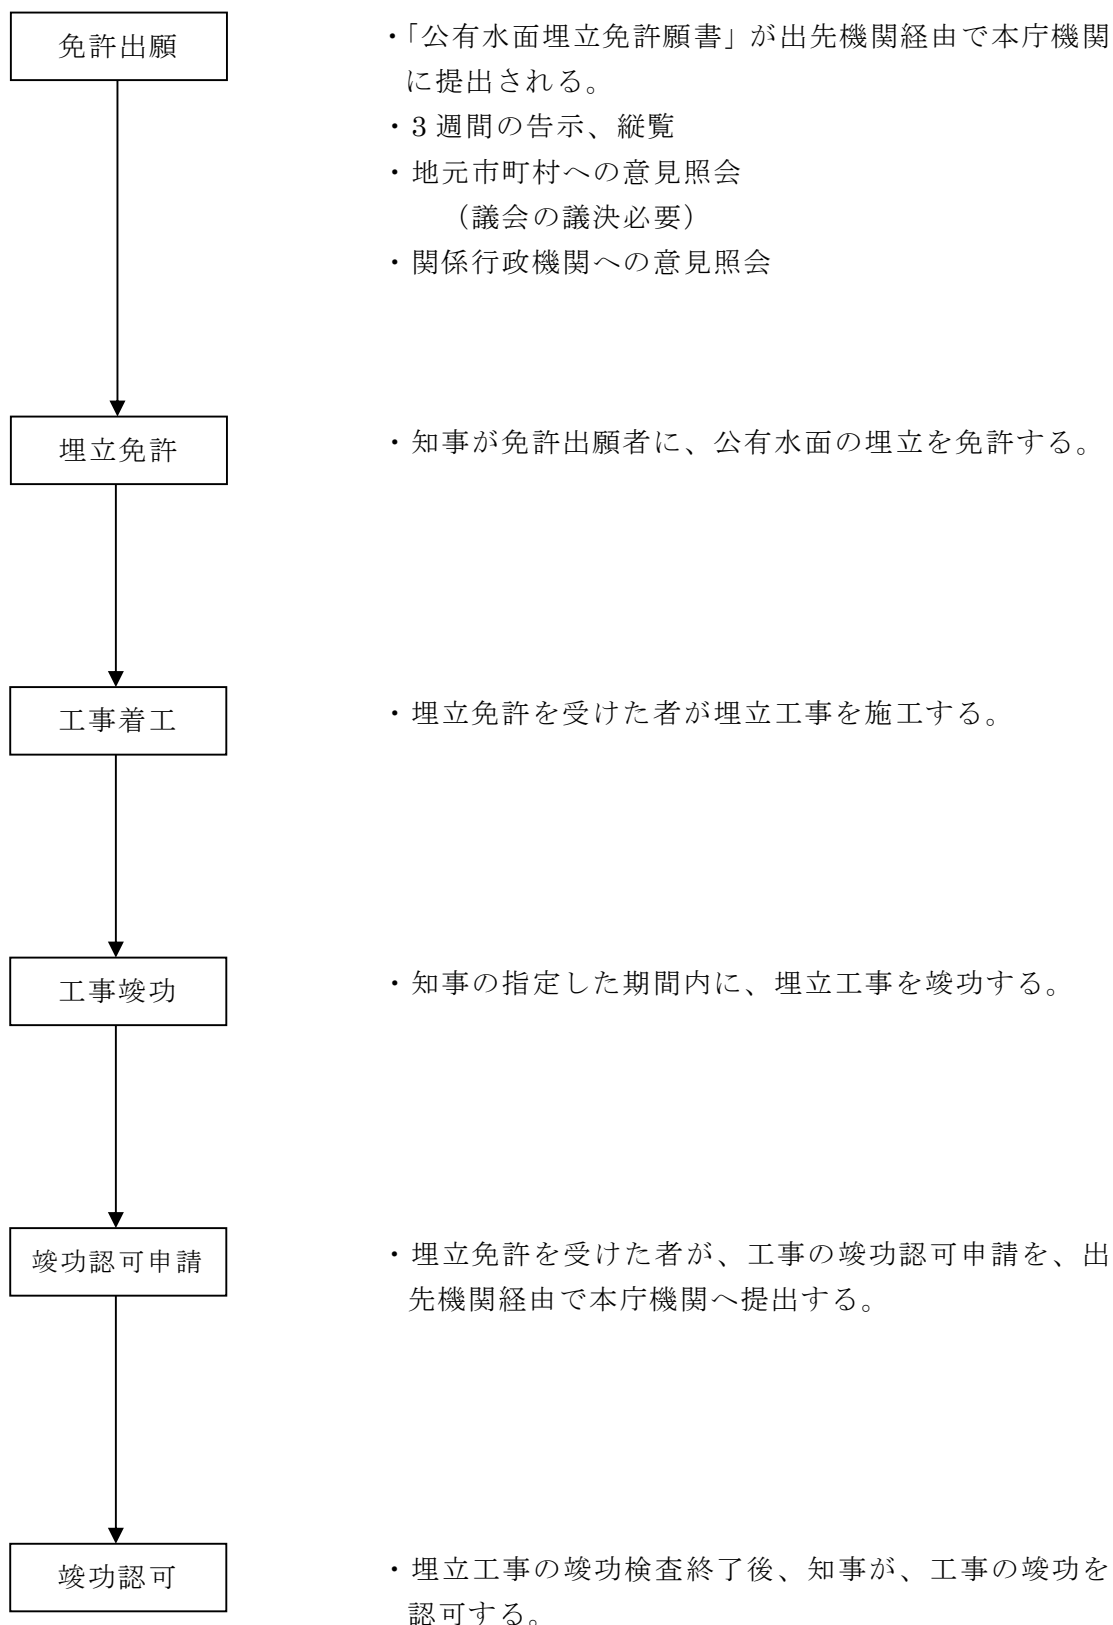 免許出願
・「公有水面埋立免許願書」が出先機関経由で本庁機関
に提出される。
・3週間の告示、縦覧
・地元市町村への意見照会
（議会の議決必要）
・関係行政機関への意見照会
埋立免許
・知事が免許出願者に、公有水面の埋立を免許する。
工事着工
・埋立免許を受けた者が埋立工事を施工する。
工事竣功
・知事の指定した期間内に、埋立工事を竣功する。
竣功認可申請
・埋立免許を受けた者が、工事の竣功認可申請を、出
先機関経由で本庁機関へ提出する。
竣功認可
・埋立工事の竣功検査終了後、知事が、工事の竣功を
認可する。